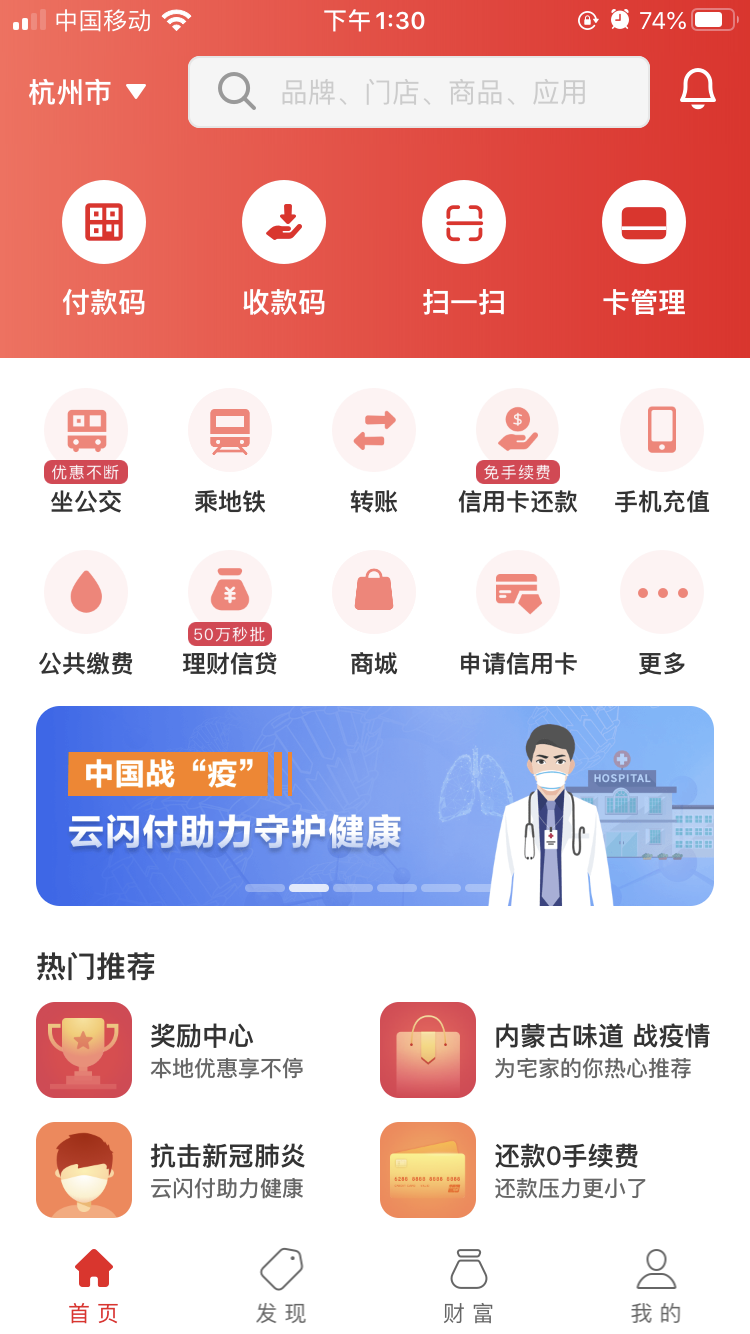 中国移动 下午1:30 74%
杭州市 品牌、门店、商品、应用
付款码 收款码 扫一扫 卡管理
优惠不断 免手续费
坐公交 乘地铁 转账 信用卡还款 手机充值
50万秒批
公共缴费 理财信贷 商城 申请信用卡 更多
中国战“疫”
HOSPITAL
云闪付助力守护健康
热门推荐
奖励中心 内蒙古味道 战疫情
本地优惠享不停 为宅家的你热心推荐
抗击新冠肺炎 还款0手续费
云闪付助力健康 还款压力更小了
首页 发现 财富 我的